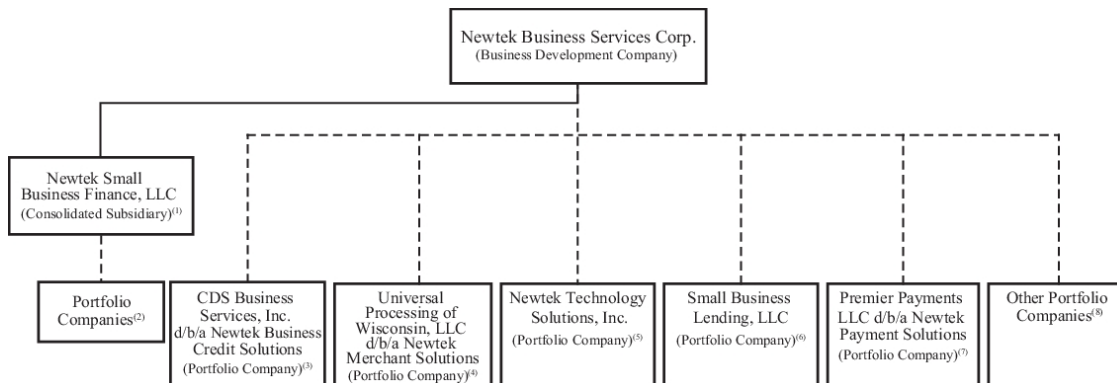 Newtek Business Services Corp.
(Business Development Company)
Newtek Small
Business Finance, LLC
(Consolidated Subsidiary)(1)
Portfolio
Companies(2)
CDS Business
Services, Inc.
d/b/a Newtek Business
Credit Solutions
(Portfolio Company)(3)
Universal
Processing of
Wisconsin, LLC
d/b/a Newtek
Merchant Solutions
(Portfolio Company)(4)
Newtek Technology
Solutions, Inc.
(Portfolio Company)(5)
Small Business
Lending, LLC
(Portfolio Company)(6)
Premier Payments
LLC d/b/a Newtek
Payment Solutions
(Portfolio Company)(7)
Other Portfolio
Companies(8)